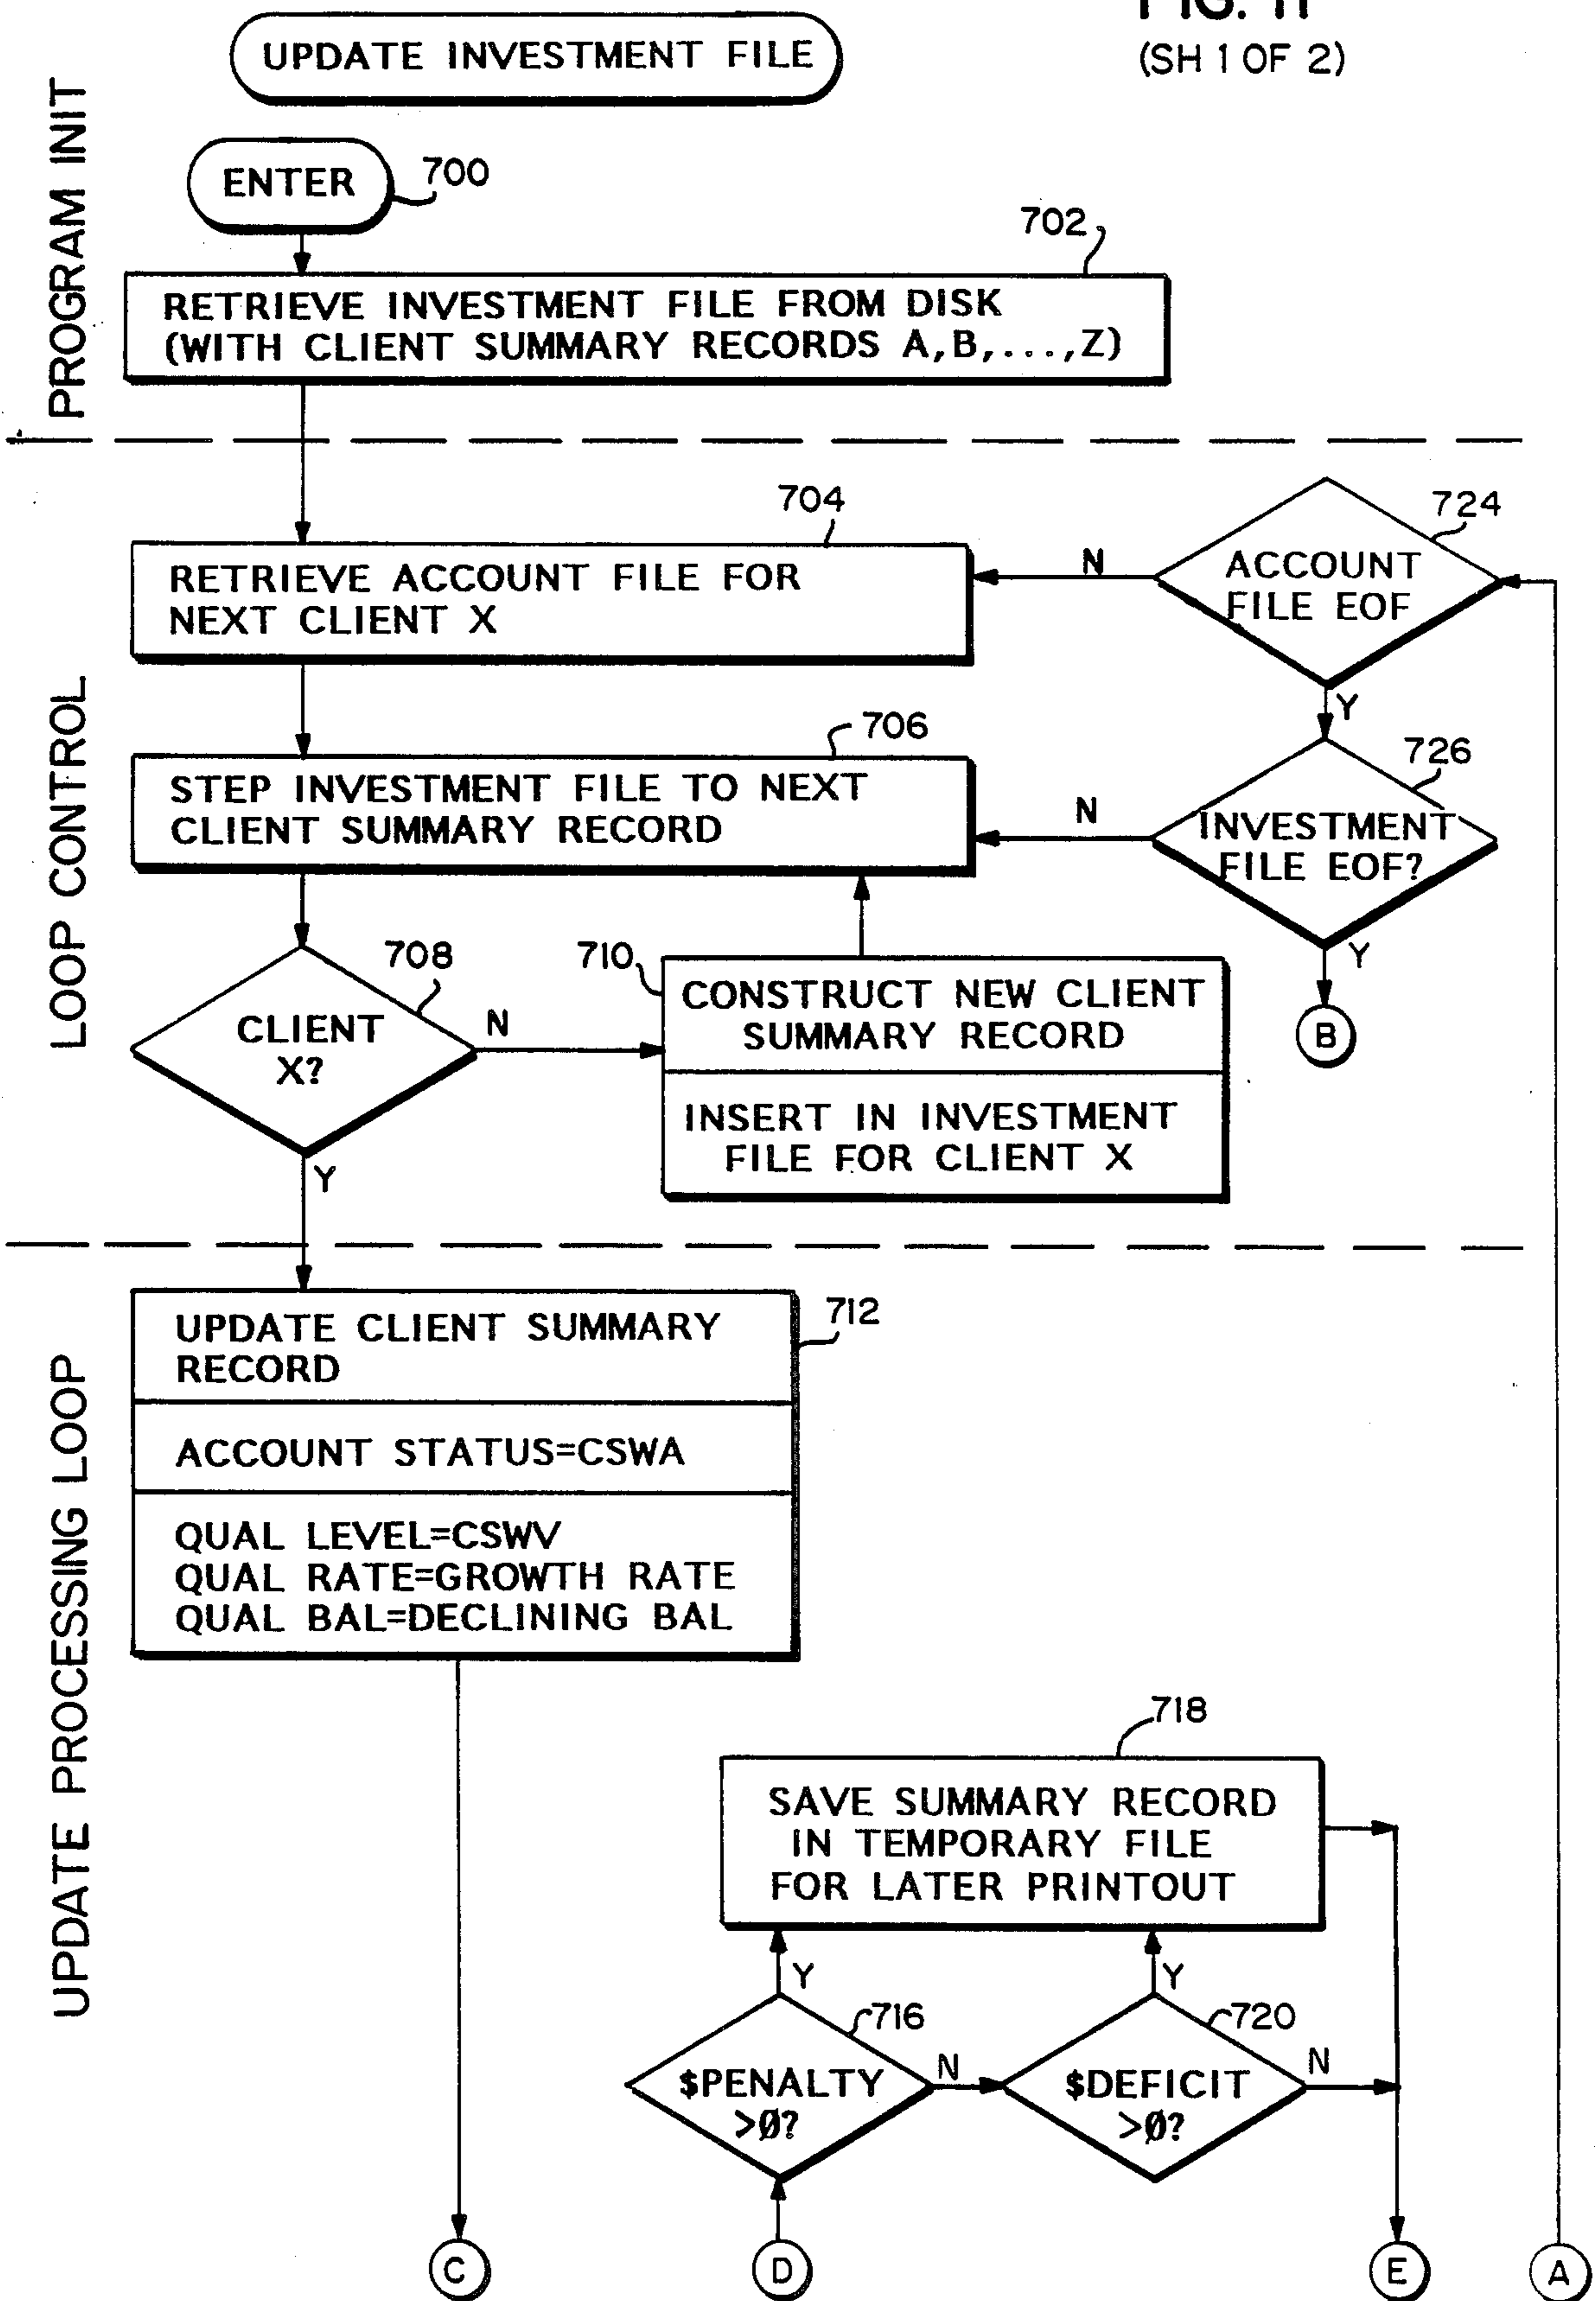 FIG. 11
(SH 1 OF 2)
UPDATE INVESTMENT FILE
PROGRAM INIT
ENTER
700
702
RETRIEVE INVESTMENT FILE FROM DISK
(WITH CLIENT SUMMARY RECORDS A,B,...,Z)
LOOP CONTROL
704
RETRIEVE ACCOUNT FILE FOR
NEXT CLIENT X
N
724
ACCOUNT
FILE EOF
Y
706
STEP INVESTMENT FILE TO NEXT
CLIENT SUMMARY RECORD
N
726
INVESTMENT
FILE EOF?
Y
B
708
CLIENT
X?
N
Y
710
CONSTRUCT NEW CLIENT
SUMMARY RECORD
INSERT IN INVESTMENT
FILE FOR CLIENT X
UPDATE PROCESSING LOOP
712
UPDATE CLIENT SUMMARY
RECORD
ACCOUNT STATUS=CSWA
QUAL LEVEL=CSWV
QUAL RATE=GROWTH RATE
QUAL BAL=DECLINING BAL
718
SAVE SUMMARY RECORD
IN TEMPORARY FILE
FOR LATER PRINTOUT
Y
Y
716
$PENALTY
>Ø?
N
720
$DEFICIT
>Ø?
N
C
D
E
A